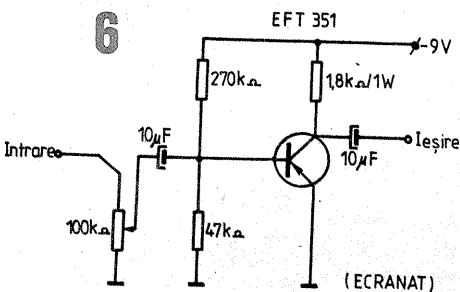 6
EFT 351
-9V
270kΩ
1,8kΩ/1W
10µF
Intrare
Ieşire
10µF
100kΩ
47kΩ
(ECRANAT)